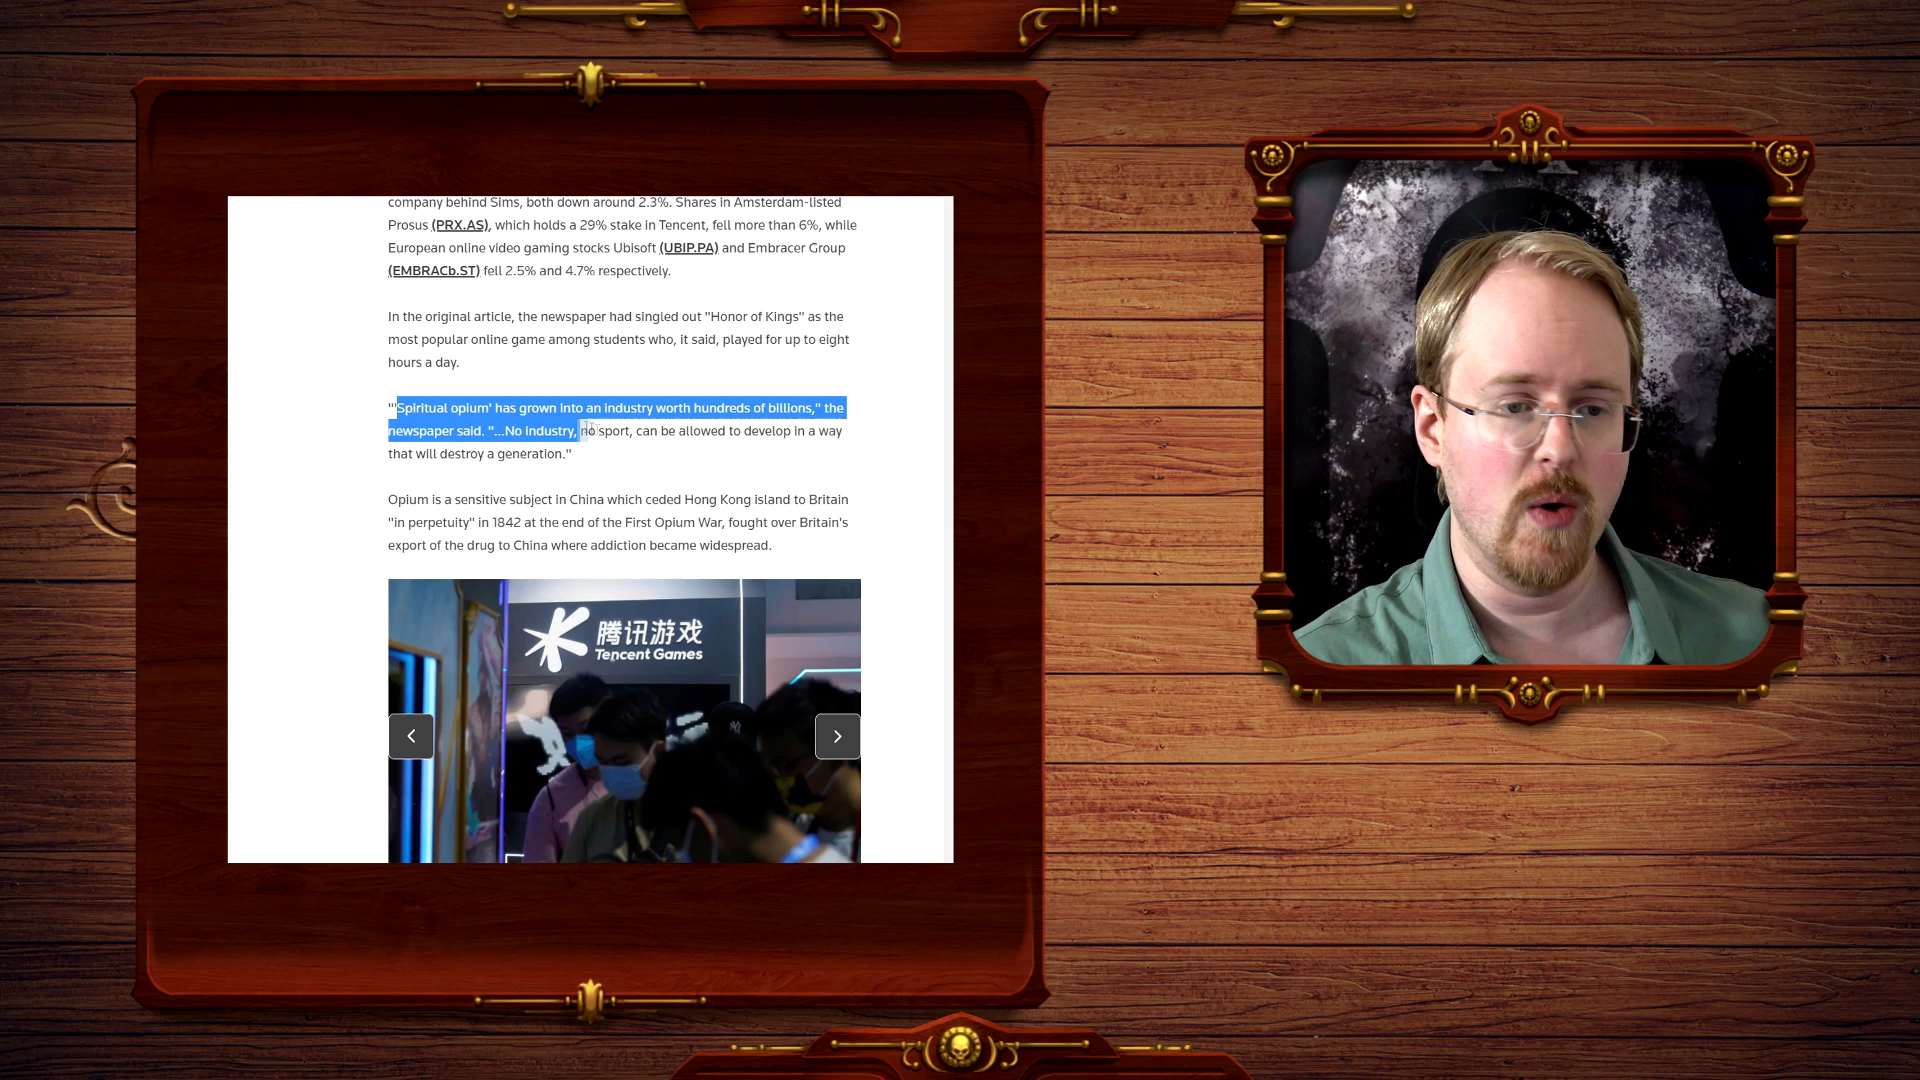 company behind Sims, both down around 2.3%. Shares in Amsterdam-listed
Prosus (PRX.AS), which holds a 29% stake in Tencent, fell more than 6%, while
European online video gaming stocks Ubisoft (UBIP.PA) and Embracer Group
(EMBRACb.ST) fell 2.5% and 4.7% respectively.
In the original article, the newspaper had singled out "Honor of Kings" as the
most popular online game among students who, it said, played for up to eight
hours a day.
"'Spiritual opium' has grown into an industry worth hundreds of billions," the
newspaper said. "...No industry, no sport, can be allowed to develop in a way
that will destroy a generation."
Opium is a sensitive subject in China which ceded Hong Kong island to Britain
"in perpetuity" in 1842 at the end of the First Opium War, fought over Britain's
export of the drug to China where addiction became widespread.
腾讯游戏
Tencent Games